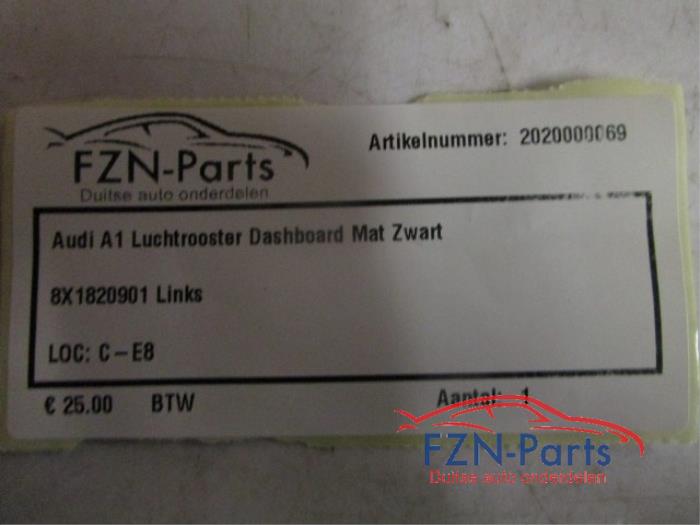 FZN-Parts
Duitse auto onderdelen
Artikelnummer: 2020000069
Audi A1 Luchtrooster Dashboard Mat Zwart
8X1820901 Links
LOC: C-E8
€ 25.00 BTW
Aantal: 1
FZN-Parts
Duitse auto onderdelen